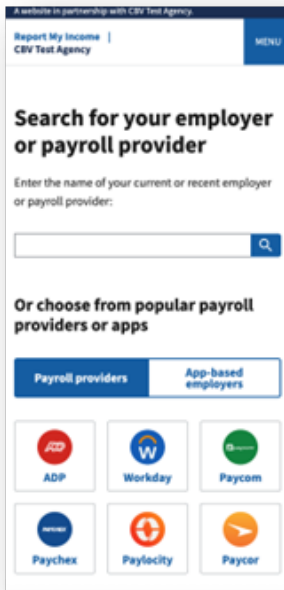 A website in partnership with CBV Test Agency.
Report My Income |
CBV Test Agency
MENU
Search for your employer
or payroll provider
Enter the name of your current or recent employer
or payroll provider:
Or choose from popular payroll
providers or apps
Payroll providers
App-based
employers
ADP
ADP
Workday
Paycom
PAYCHEX
Paychex
Paylocity
Paycor